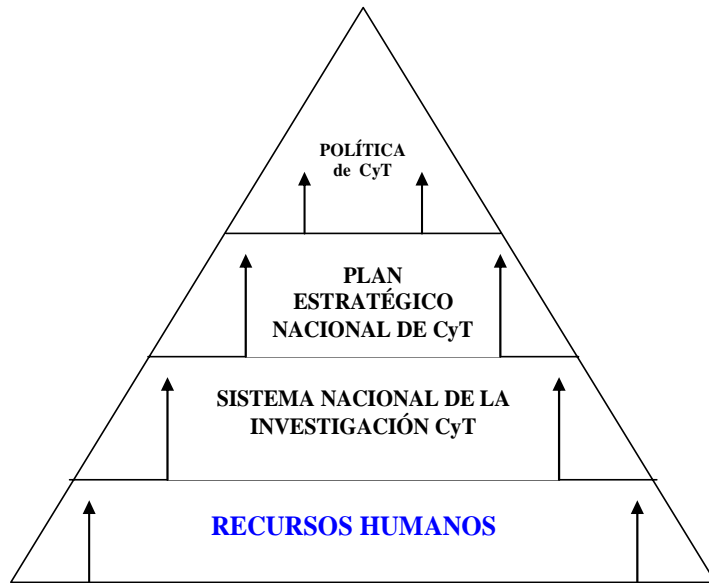 POLÍTICA
de CyT
PLAN
ESTRATÉGICO
NACIONAL DE CyT
SISTEMA NACIONAL DE LA
INVESTIGACIÓN CyT
RECURSOS HUMANOS